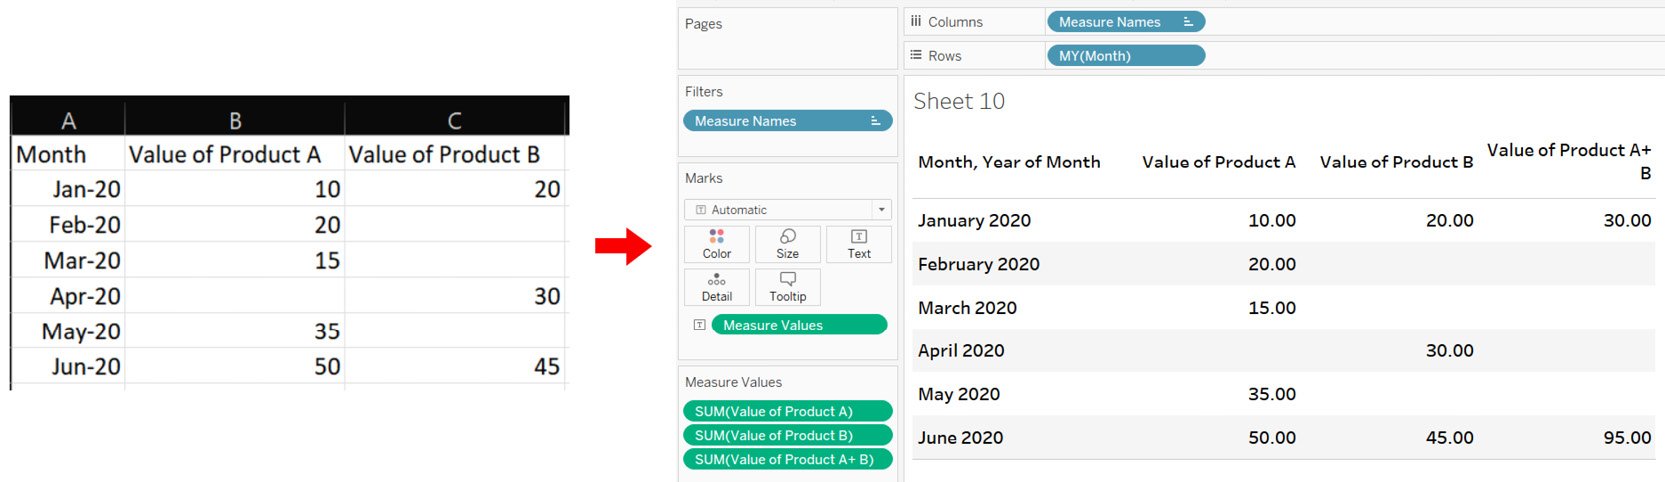 A B C
Month Value of Product A Value of Product B
Jan-20 10 20
Feb-20 20
Mar-20 15
Apr-20 30
May-20 35
Jun-20 50 45
Pages
Filters
Measure Names
Marks
Automatic
Color Size Text
Detail Tooltip
Measure Values
Measure Values
SUM(Value of Product A)
SUM(Value of Product B)
SUM(Value of Product A+ B)
Columns Measure Names
Rows MY(Month)
Sheet 10
Month, Year of Month Value of Product A Value of Product B Value of Product A+
B
January 2020 10.00 20.00 30.00
February 2020 20.00
March 2020 15.00
April 2020 30.00
May 2020 35.00
June 2020 50.00 45.00 95.00